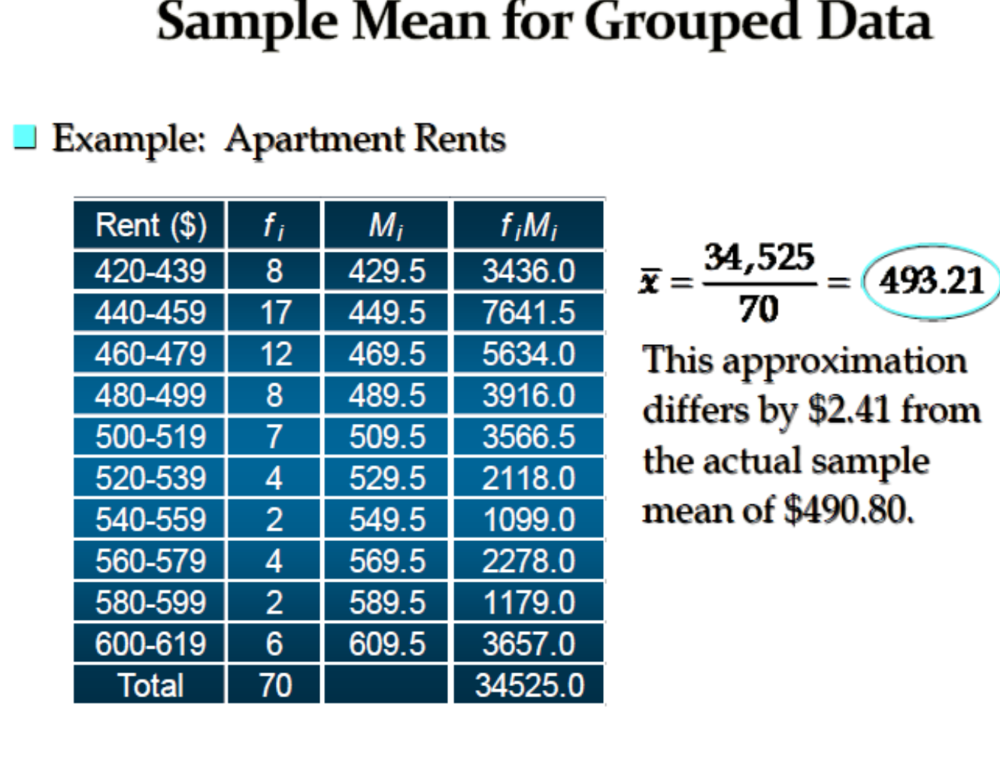 Sample Mean for Grouped Data
Example: Apartment Rents
Rent ($) f i M i f i M i
420-439 8 429.5 3436.0
440-459 17 449.5 7641.5
460-479 12 469.5 5634.0
480-499 8 489.5 3916.0
500-519 7 509.5 3566.5
520-539 4 529.5 2118.0
540-559 2 549.5 1099.0
560-579 4 569.5 2278.0
580-599 2 589.5 1179.0
600-619 6 609.5 3657.0
Total 70 34525.0
x̄ = 34,525 / 70 = 493.21
This approximation
differs by $2.41 from
the actual sample
mean of $490.80.